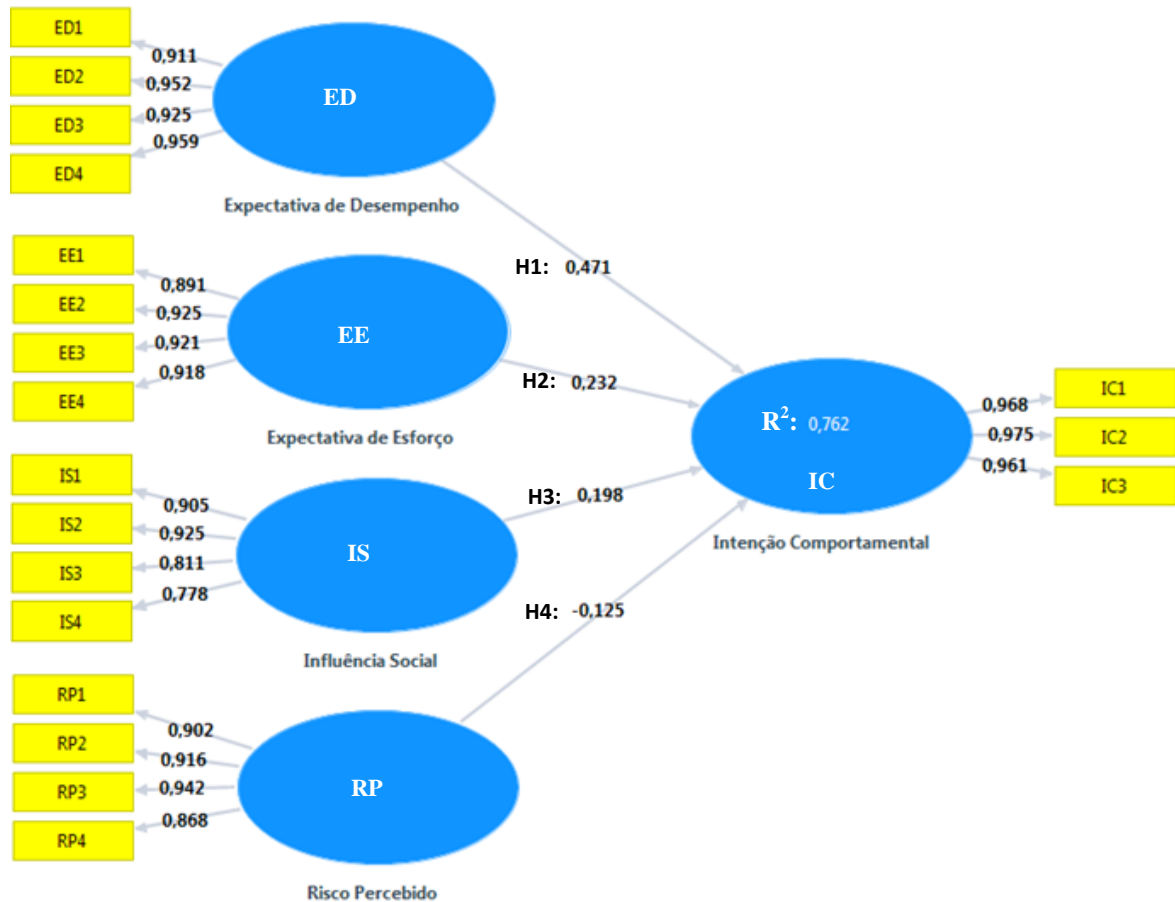 ED1
0,911
ED2
0,952
ED3
0,925
ED4
0,959
ED
Expectativa de Desempenho
H1: 0,471
EE1
0,891
EE2
0,925
EE3
0,921
EE4
0,918
EE
Expectativa de Esforço
H2: 0,232
IS1
0,905
IS2
0,925
IS3
0,811
IS4
0,778
IS
Influência Social
H3: 0,198
RP1
0,902
RP2
0,916
RP3
0,942
RP4
0,868
RP
Risco Percebido
H4: -0,125
R²: 0,762
IC
Intenção Comportamental
0,968
IC1
0,975
IC2
0,961
IC3